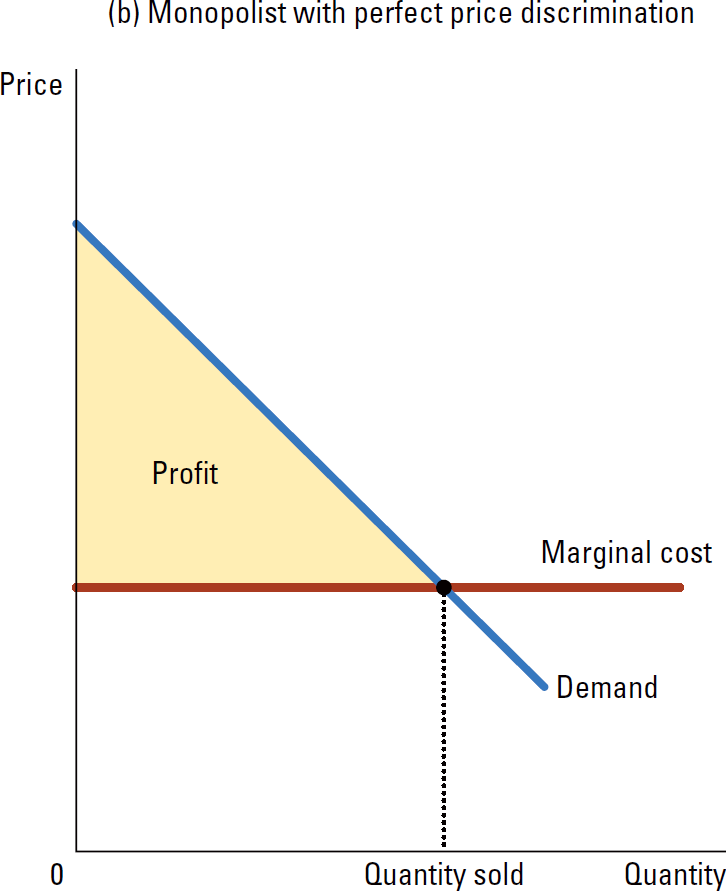 (b) Monopolist with perfect price discrimination
Price
Profit
Marginal cost
Demand
0
Quantity sold
Quantity